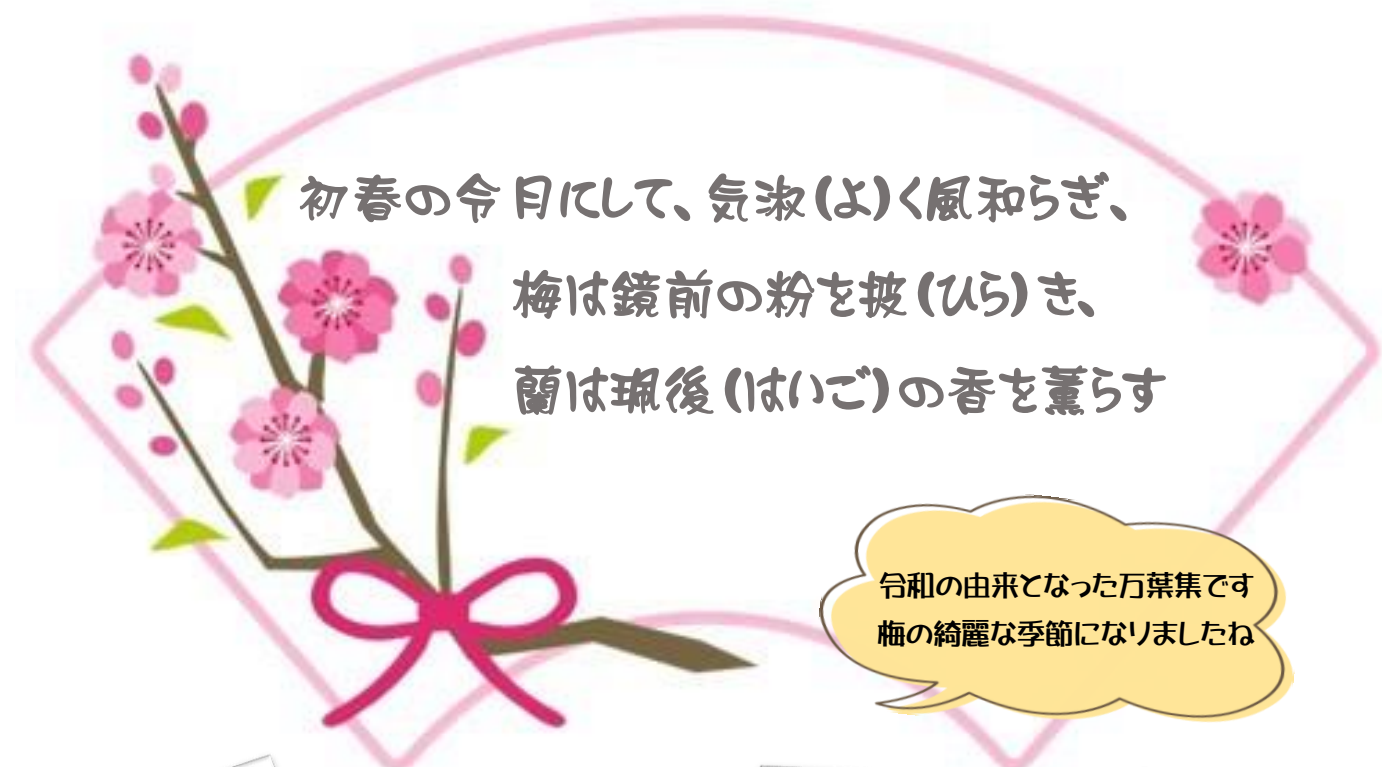 初春の令月にして、気淑(よ)く風和らぎ、
梅は鏡前の粉を披(ひら)き、
蘭は珮後(はいご)の香を薫らす
令和の由来となった万葉集です
梅の綺麗な季節になりましたね